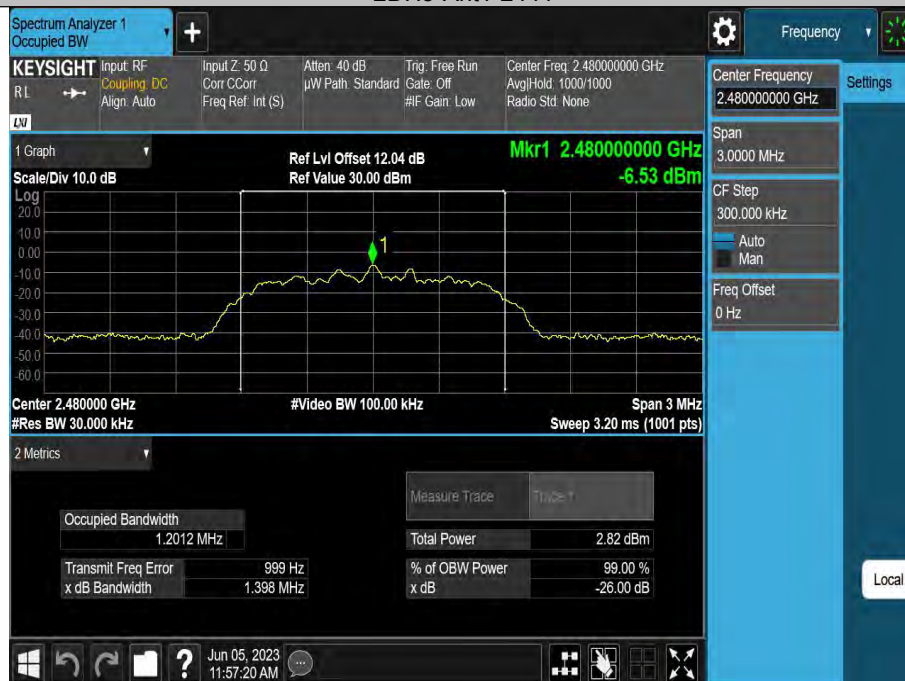 Spectrum Analyzer 1
Occupied BW
Frequency
KEYSIGHT
RL
LXI
Input: RF
Coupling: DC
Align: Auto
Input Z: 50 Ω
Corr CCorr
Freq Ref: Int (S)
Atten: 40 dB
µW Path: Standard
Trig: Free Run
Gate: Off
#IF Gain: Low
Center Freq: 2.480000000 GHz
Avg|Hold: 1000/1000
Radio Std: None
Center Frequency
2.480000000 GHz
Settings
Span
3.0000 MHz
CF Step
300.000 kHz
Auto
Man
Freq Offset
0 Hz
Local
1 Graph
Scale/Div 10.0 dB
Ref Lvl Offset 12.04 dB
Ref Value 30.00 dBm
Mkr1 2.480000000 GHz
-6.53 dBm
Log
20.0
10.0
0.00
-10.0
-20.0
-30.0
-40.0
-50.0
-60.0
1
Center 2.480000 GHz
#Res BW 30.000 kHz
#Video BW 100.00 kHz
Span 3 MHz
Sweep 3.20 ms (1001 pts)
2 Metrics
Measure Trace
Trace 1
Occupied Bandwidth
1.2012 MHz
Total Power 2.82 dBm
Transmit Freq Error 999 Hz
% of OBW Power 99.00 %
x dB Bandwidth 1.398 MHz
x dB -26.00 dB
Jun 05, 2023
11:57:20 AM